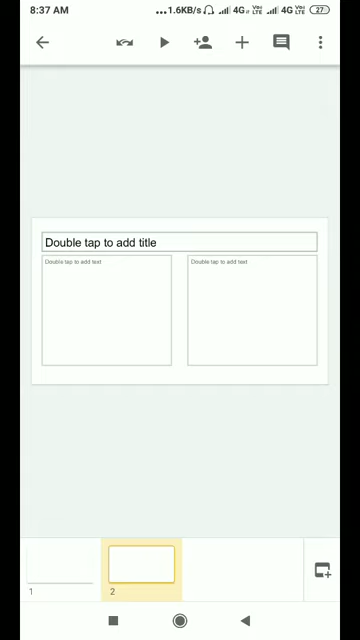 8:37 AM ...1.6KB/s 4G Vo LTE 4G Vo LTE 27
Double tap to add title
Double tap to add text Double tap to add text
1 2